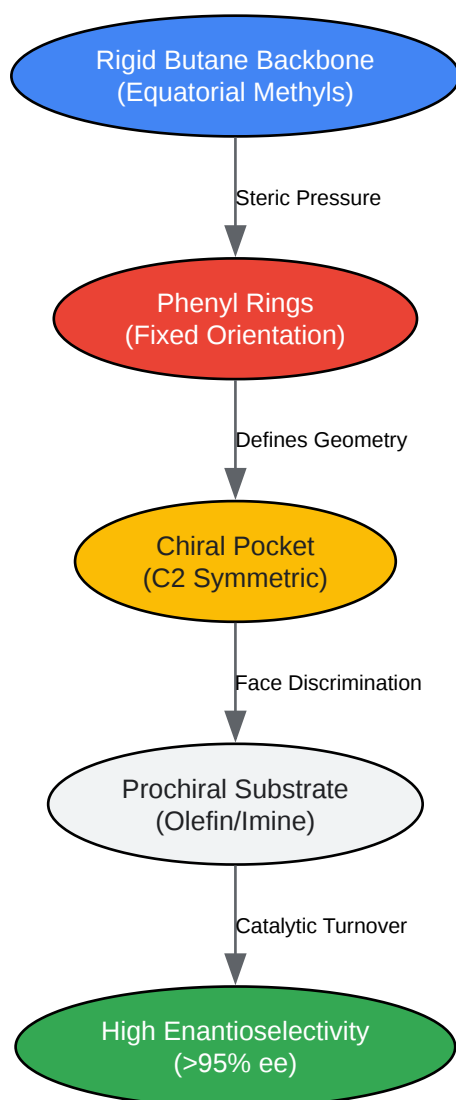 Rigid Butane Backbone
(Equatorial Methyls)
Steric Pressure
Phenyl Rings
(Fixed Orientation)
Defines Geometry
Chiral Pocket
(C2 Symmetric)
Face Discrimination
Prochiral Substrate
(Olefin/Imine)
Catalytic Turnover
High Enantioselectivity
(>95% ee)